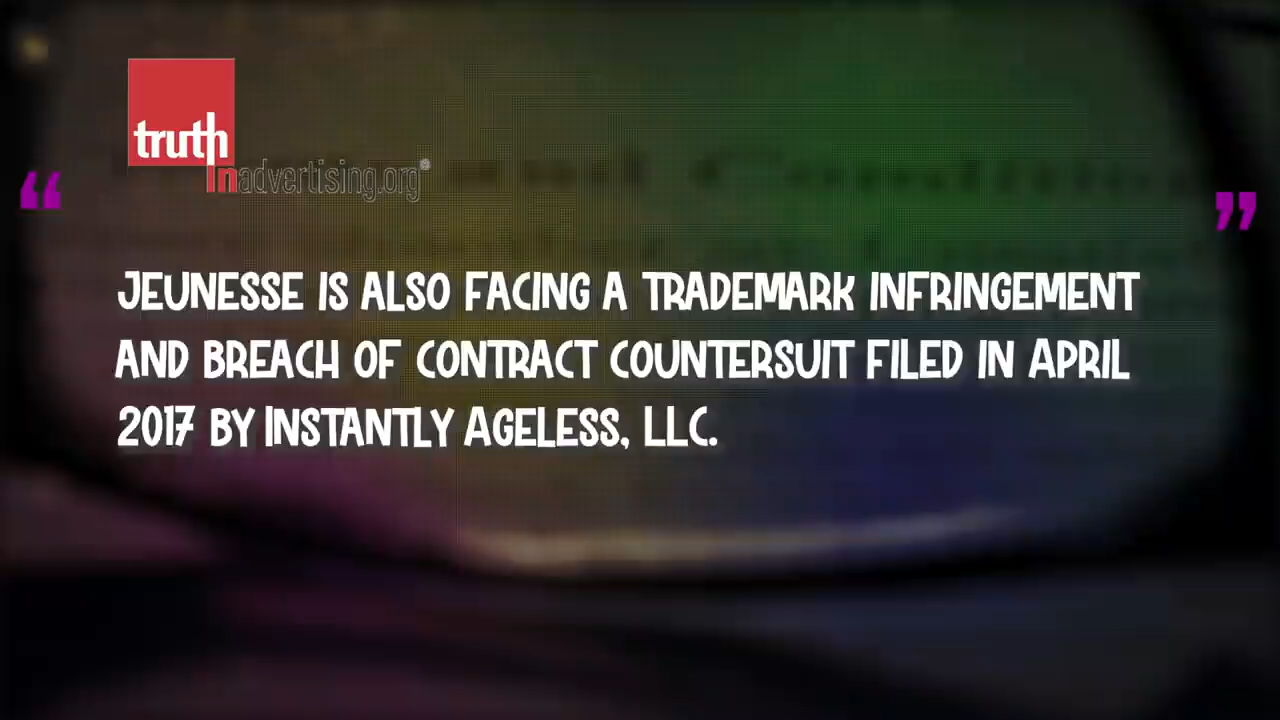 truth
Inadvertising.org®
“ ”
JEUNESSE IS ALSO FACING A TRADEMARK INFRINGEMENT
AND BREACH OF CONTRACT COUNTERSUIT FILED IN APRIL
2017 BY INSTANTLY AGELESS, LLC.